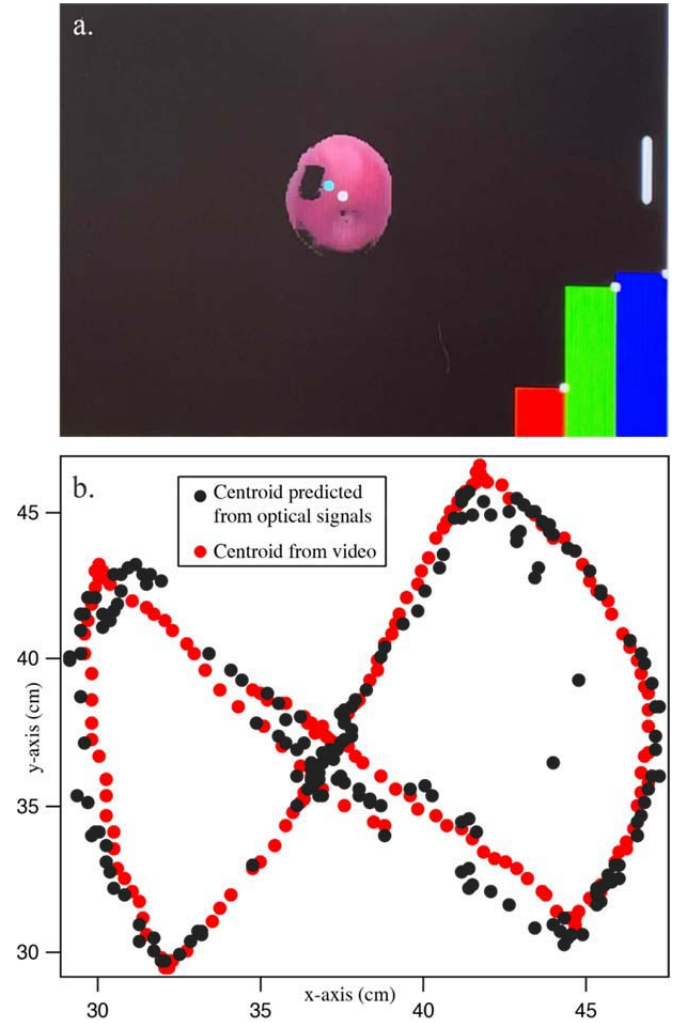 a.
b.
Centroid predicted
from optical signals
Centroid from video
45
40
35
30
y-axis (cm)
30
35
40
45
x-axis (cm)